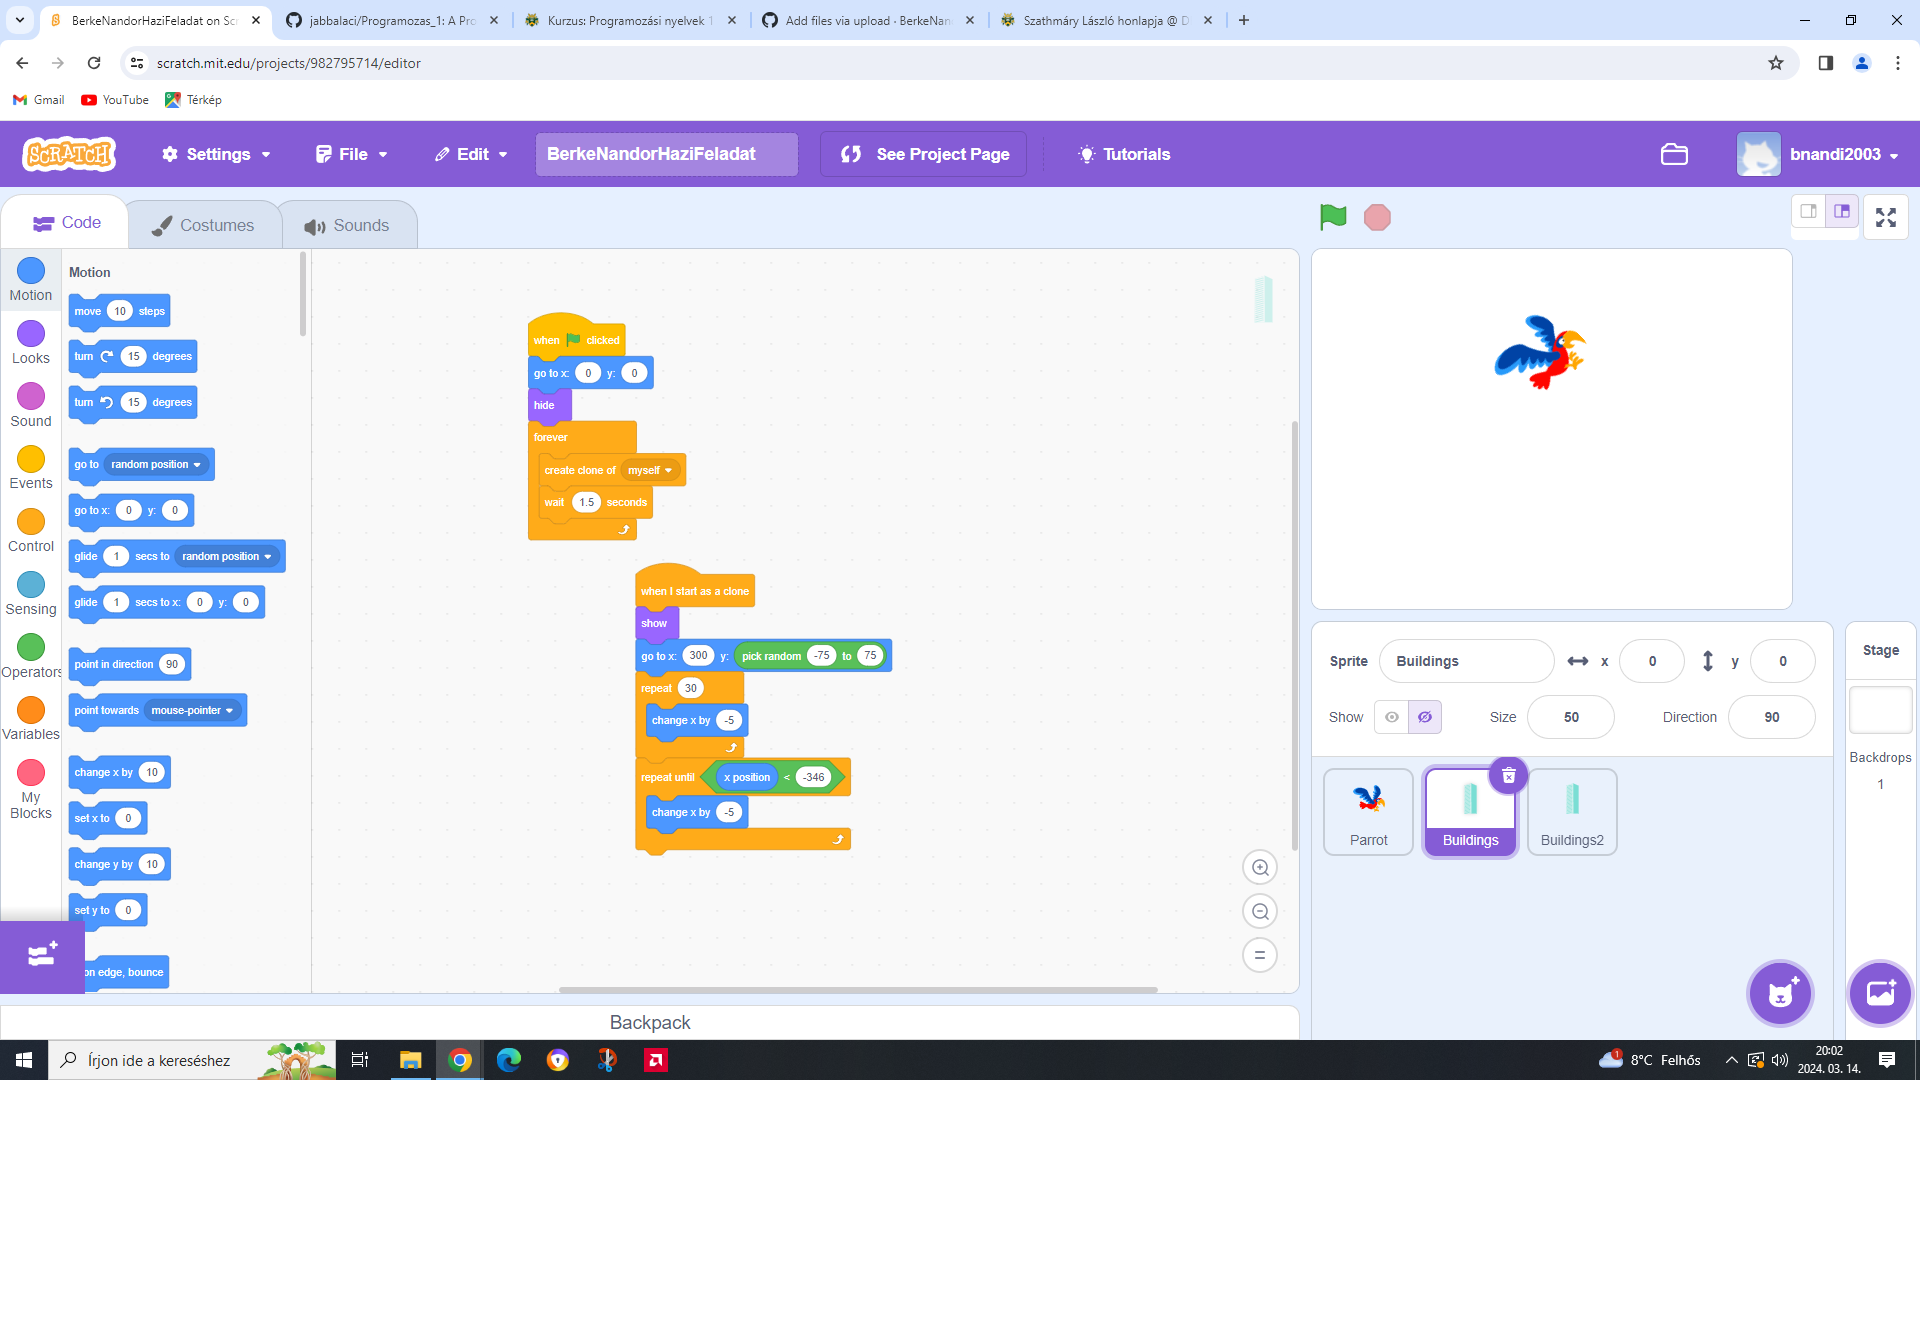 BerkeNandorHaziFeladat on Scr
jabbalaci/Programozas_1: A Pro
Kurzus: Programozási nyelvek 1
Add files via upload · BerkeNan
Szathmáry László honlapja @ D
scratch.mit.edu/projects/982795714/editor
Gmail YouTube Térkép
SCRATCH Settings File Edit BerkeNandorHaziFeladat See Project Page Tutorials bnandi2003
Code Costumes Sounds
Motion
Looks
Sound
Events
Control
Sensing
Operators
Variables
My
Blocks
Motion
move 10 steps
turn 15 degrees
turn 15 degrees
go to random position
go to x: 0 y: 0
glide 1 secs to random position
glide 1 secs to x: 0 y: 0
point in direction 90
point towards mouse-pointer
change x by 10
set x to 0
change y by 10
set y to 0
on edge, bounce
when clicked
go to x: 0 y: 0
hide
forever
create clone of myself
wait 1.5 seconds
when I start as a clone
show
go to x: 300 y: pick random -75 to 75
repeat 30
change x by -5
repeat until x position < -346
change x by -5
Backpack
Sprite Buildings x 0 y 0
Show Size 50 Direction 90
Parrot Buildings Buildings2
Stage
Backdrops
1
Írjon ide a kereséshez
1
8°C Felhős
20:02
2024. 03. 14.